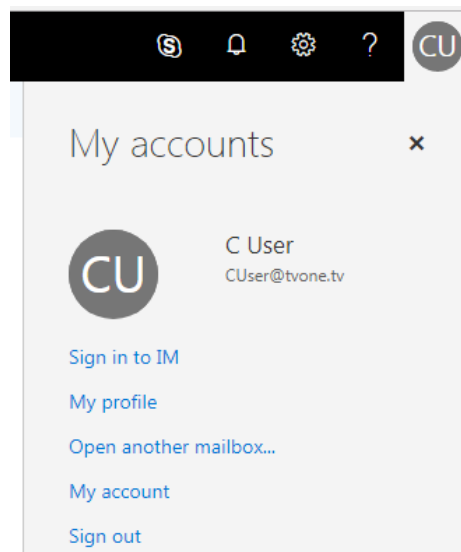 ?
CU
My accounts
×
CU
C User
CUser@tvone.tv
Sign in to IM
My profile
Open another mailbox...
My account
Sign out